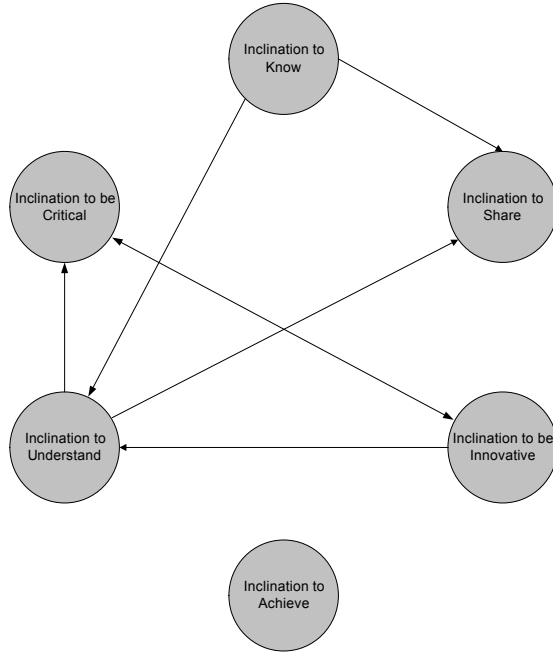 Inclination to
Know
Inclination to be
Critical
Inclination to
Share
Inclination to
Understand
Inclination to be
Innovative
Inclination to
Achieve